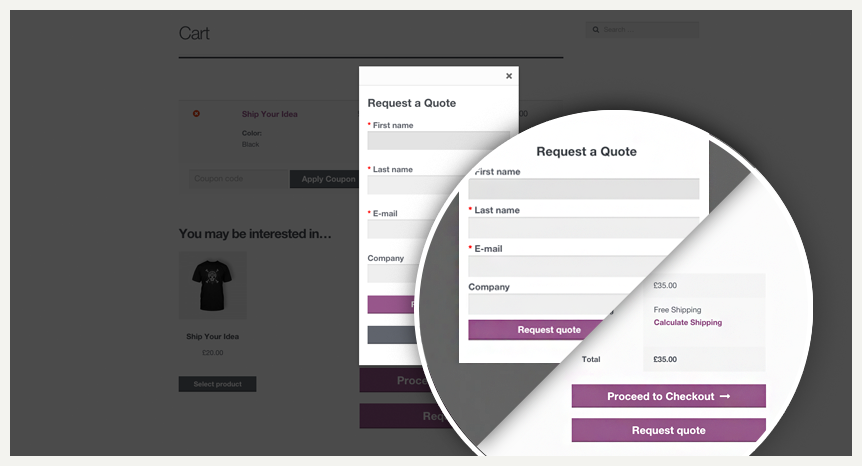 Cart
Search ...
Ship Your Idea
Color:
Black
Coupon code
Apply Coupon
You may be interested in...
Ship Your Idea
£20.00
Select product
×
Request a Quote
* First name
* Last name
* E-mail
Company
Proceed
Request a Quote
First name
* Last name
* E-mail
Company
Request quote
£35.00
Free Shipping
Calculate Shipping
Total
£35.00
Proceed to Checkout →
Request quote